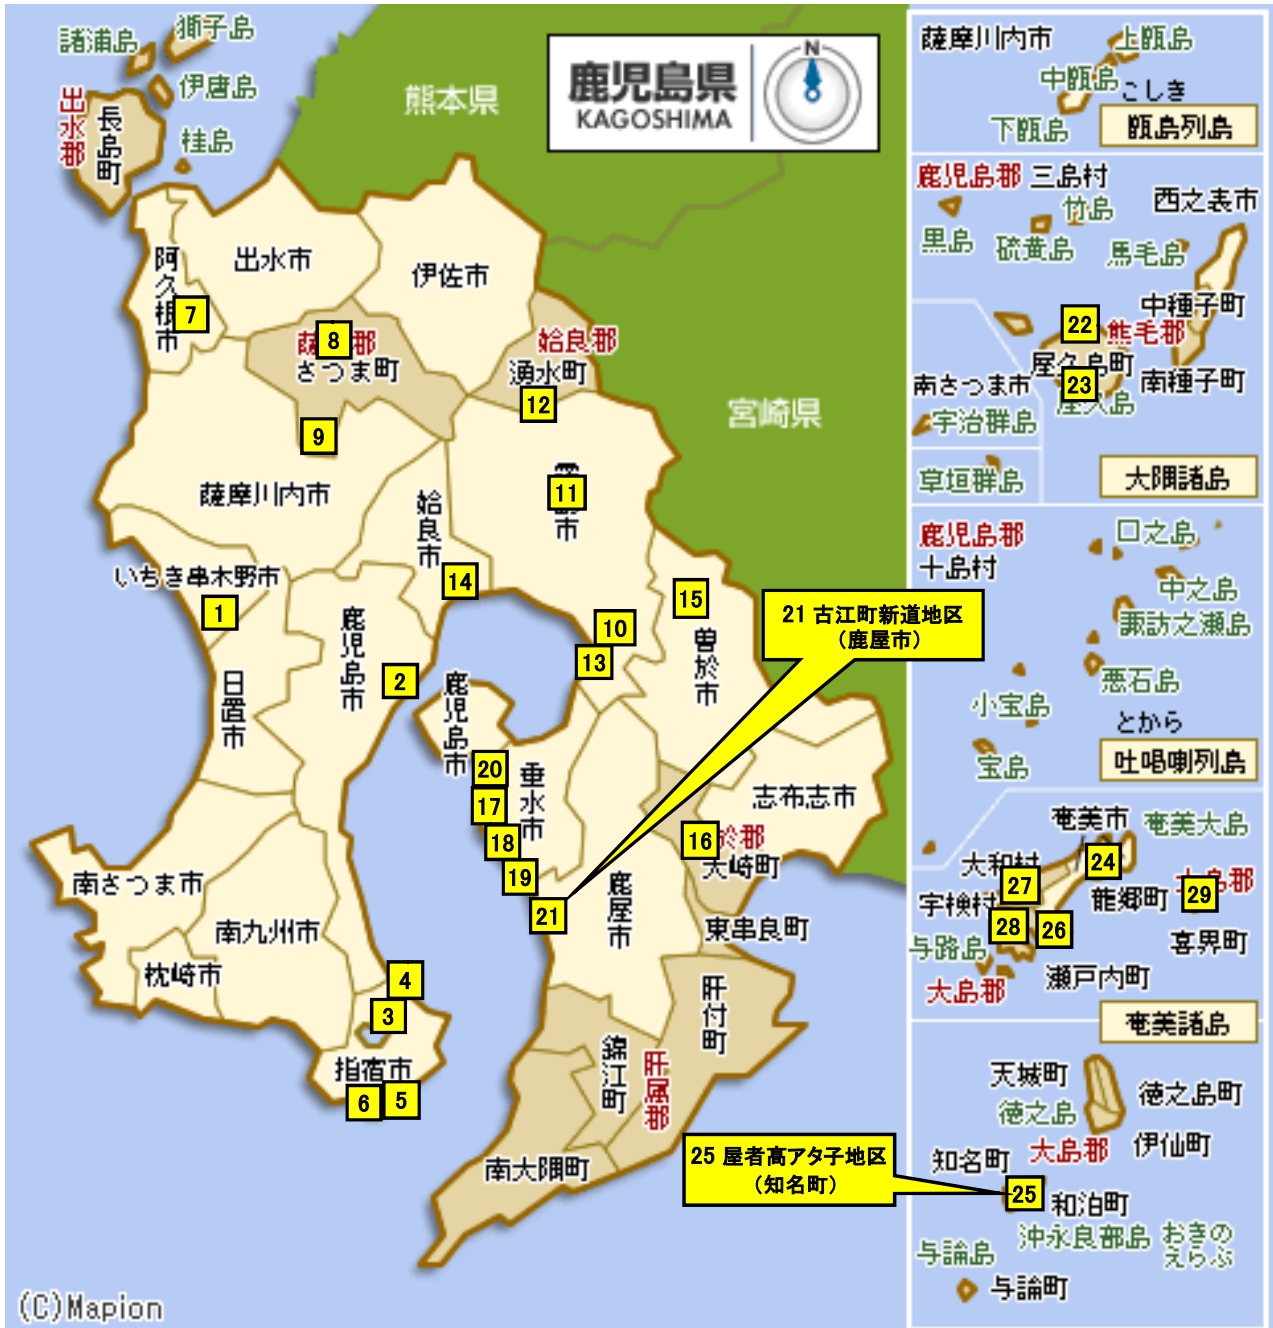 諸浦島
獅子島
伊唐島
出水郡
長島町
桂島
熊本県
鹿児島県
KAGOSHIMA
N
出水市
伊佐市
阿久根市
7
8
薩
郡
さつま町
姶良郡
湧水町
12
宮崎県
9
薩摩川内市
姶良市
11
市
いちき串木野市
14
1
鹿児島市
15
10
13
曽於市
21 古江町新道地区
（鹿屋市）
2
日置市
鹿児島市
20
垂水市
17
18
19
志布志市
16
於郡
大崎町
21
鹿屋市
東串良町
南さつま市
南九州市
枕崎市
4
3
指宿市
6
5
肝付町
錦江町
肝属郡
南大隅町
25 屋者高アタ子地区
（知名町）
(C)Mapion
薩摩川内市
上甑島
中甑島
こしき
下甑島
甑島列島
鹿児島郡
三島村
竹島
西之表市
黒島
硫黄島
馬毛島
中種子町
22
熊毛郡
屋久島町
南種子町
南さつま市
23
屋久島
宇治群島
草垣群島
大隅諸島
鹿児島郡
十島村
口之島
中之島
諏訪之瀬島
悪石島
小宝島
とから
宝島
吐噶喇列島
奄美市
奄美大島
大和村
24
27
大島郡
29
宇検村
龍郷町
28
26
喜界町
与路島
瀬戸内町
大島郡
奄美諸島
天城町
徳之島町
徳之島
伊仙町
大島郡
知名町
25
和泊町
沖永良部島
おきの
えらぶ
与論島
与論町